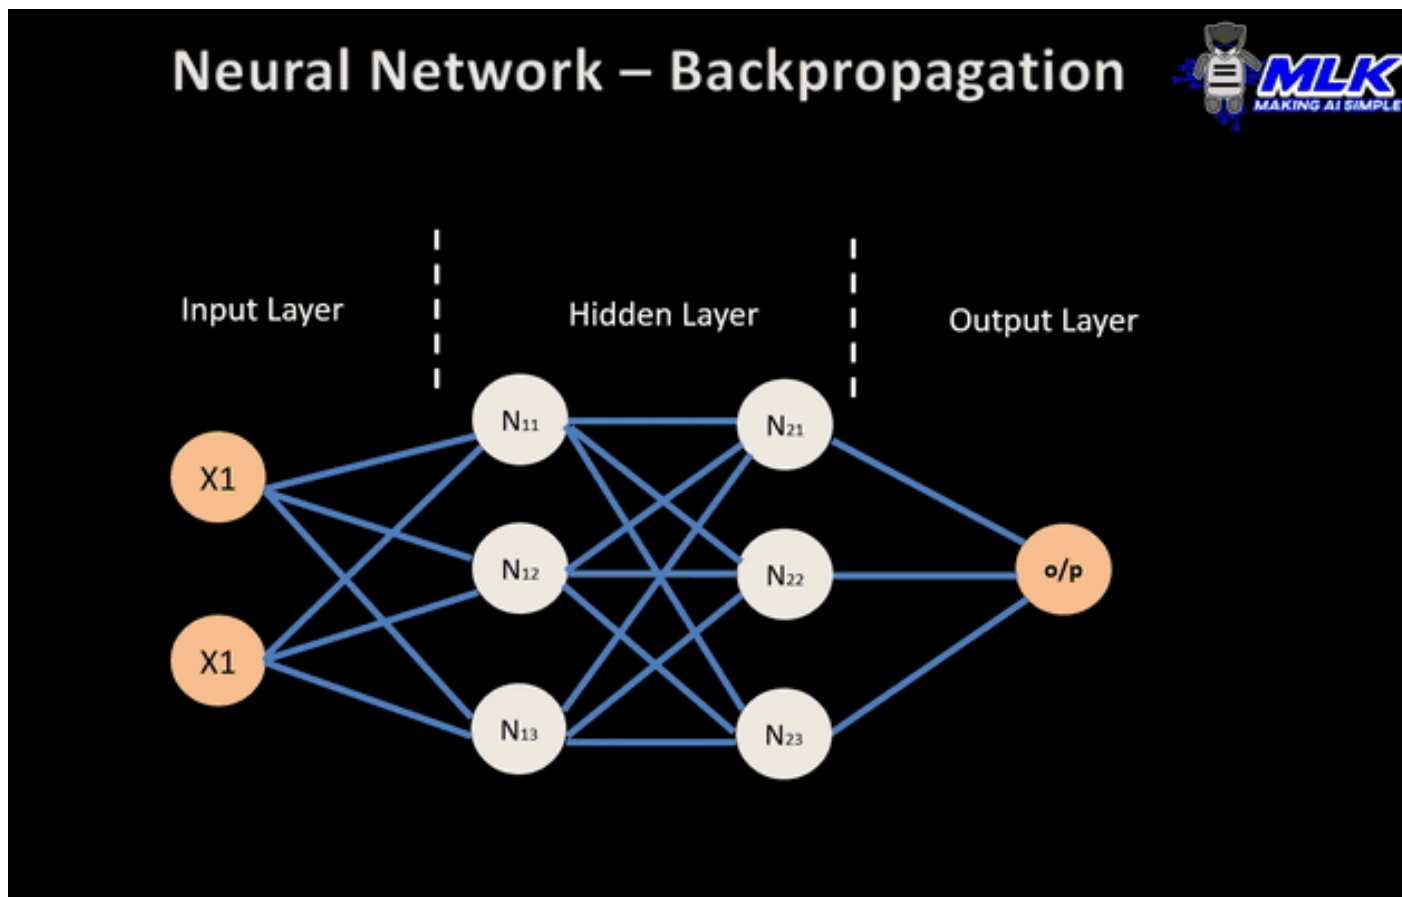 Neural Network – Backpropagation
MLK
MAKING AI SIMPLE
Input Layer
Hidden Layer
Output Layer
N₁₁
N₂₁
X1
N₁₂
N₂₂
o/p
X1
N₁₃
N₂₃